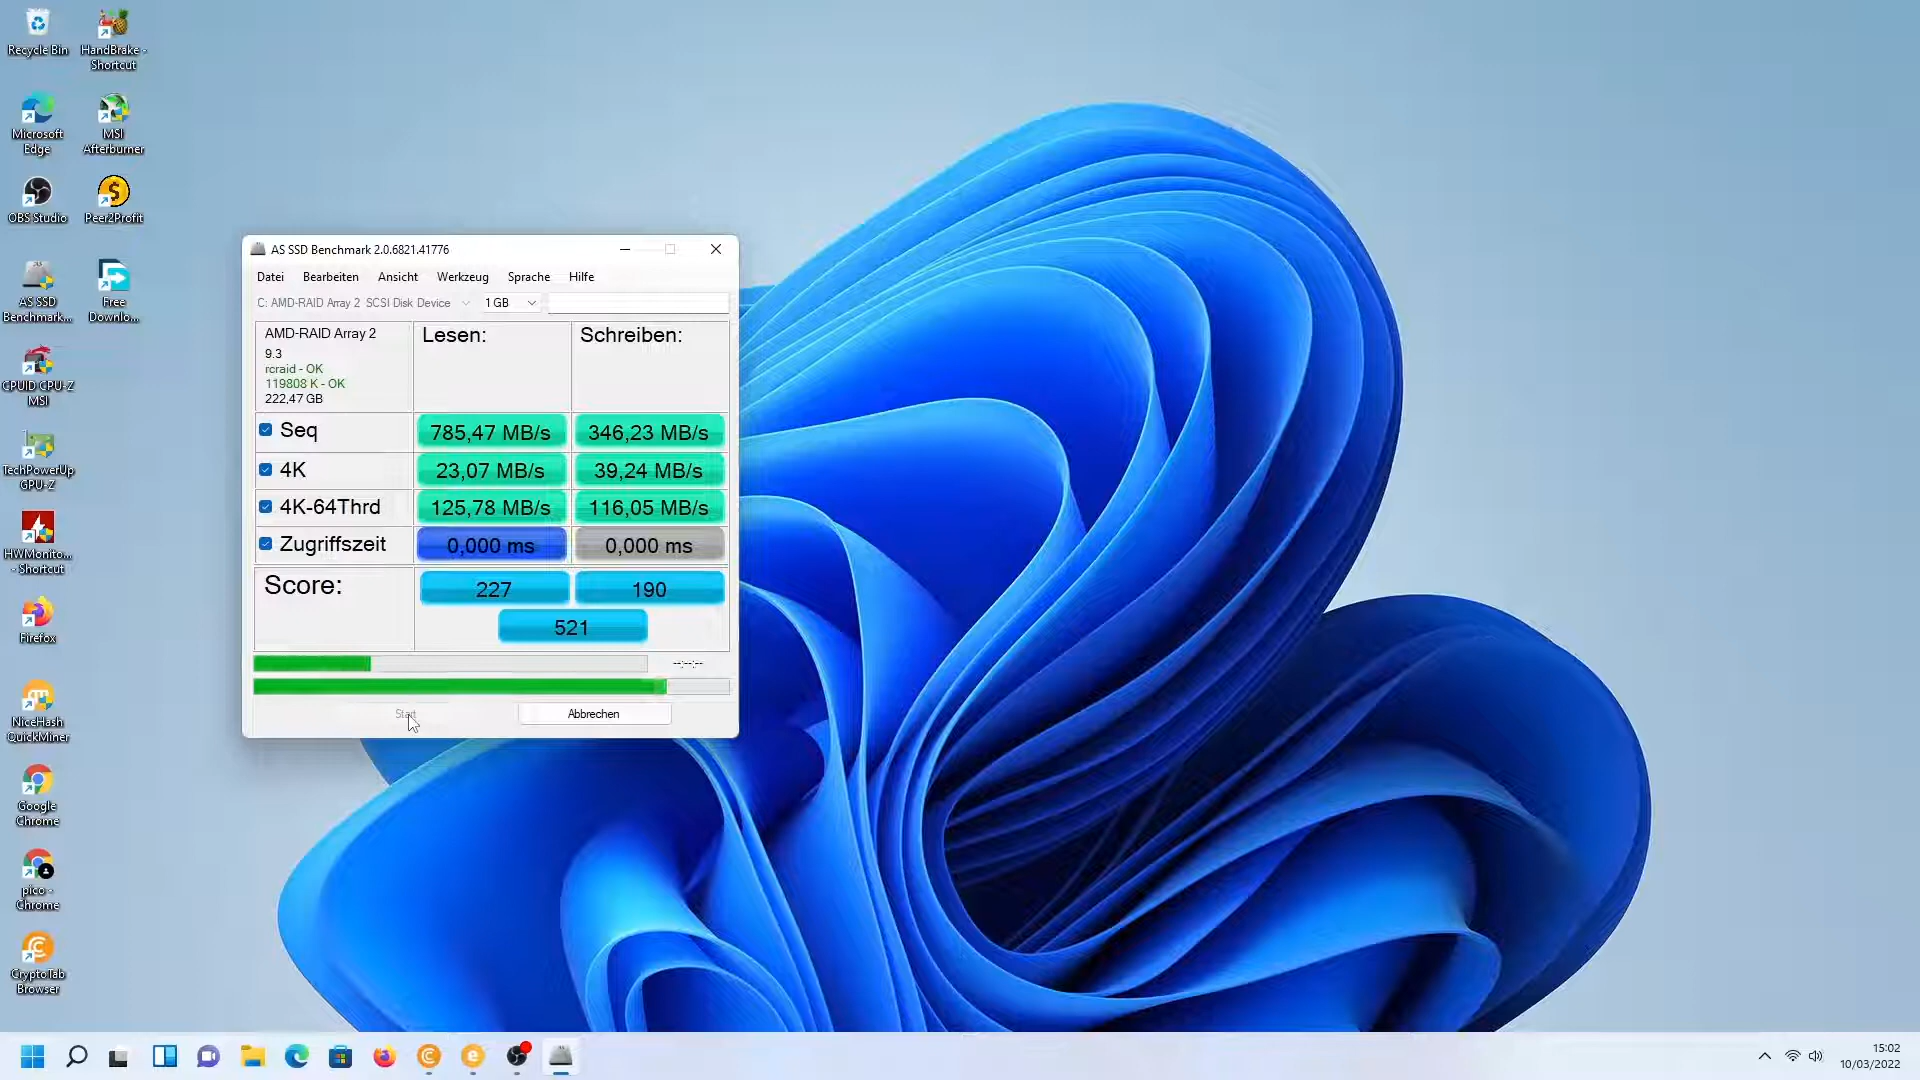 Recycle Bin
HandBrake -
Shortcut
Microsoft
Edge
MSI
Afterburner
OBS Studio
Peer2Profit
AS SSD
Benchmark...
Free
Downlo...
CPUID CPU-Z
MSI
TechPowerUp
GPU-Z
HWMonito...
- Shortcut
Firefox
NiceHash
QuickMiner
Google
Chrome
pico -
Chrome
CryptoTab
Browser
AS SSD Benchmark 2.0.6821.41776
Datei Bearbeiten Ansicht Werkzeug Sprache Hilfe
C: AMD-RAID Array 2 SCSI Disk Device 1 GB
AMD-RAID Array 2
9.3
rcraid - OK
119808 K - OK
222,47 GB
Lesen: Schreiben:
Seq 785,47 MB/s 346,23 MB/s
4K 23,07 MB/s 39,24 MB/s
4K-64Thrd 125,78 MB/s 116,05 MB/s
Zugriffszeit 0,000 ms 0,000 ms
Score: 227 190
521
--:--:--
Start Abbrechen
15:02
10/03/2022